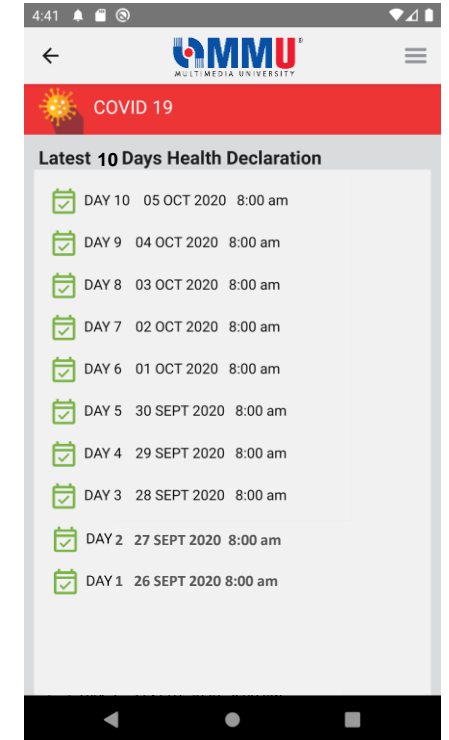 4:41
MMU
MULTIMEDIA UNIVERSITY
COVID 19
Latest 10 Days Health Declaration
DAY 10 05 OCT 2020 8:00 am
DAY 9 04 OCT 2020 8:00 am
DAY 8 03 OCT 2020 8:00 am
DAY 7 02 OCT 2020 8:00 am
DAY 6 01 OCT 2020 8:00 am
DAY 5 30 SEPT 2020 8:00 am
DAY 4 29 SEPT 2020 8:00 am
DAY 3 28 SEPT 2020 8:00 am
DAY 2 27 SEPT 2020 8:00 am
DAY 1 26 SEPT 2020 8:00 am